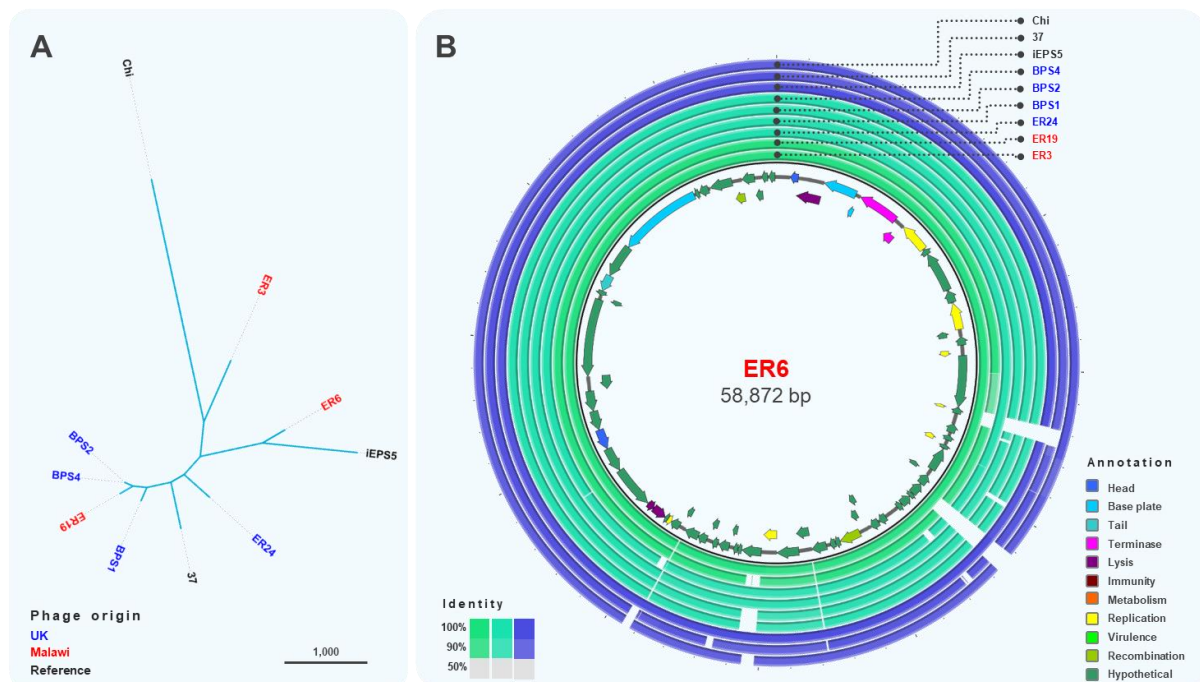 A
Chi
ER3
ER6
iEPS5
BPS2
BPS4
ER19
BPS1
37
ER24
Phage origin
UK
Malawi
Reference
1,000
B
Chi
37
iEPS5
BPS4
BPS2
BPS1
ER24
ER19
ER3
ER6
58,872 bp
Identity
100%
90%
50%
Annotation
Head
Base plate
Tail
Terminase
Lysis
Immunity
Metabolism
Replication
Virulence
Recombination
Hypothetical